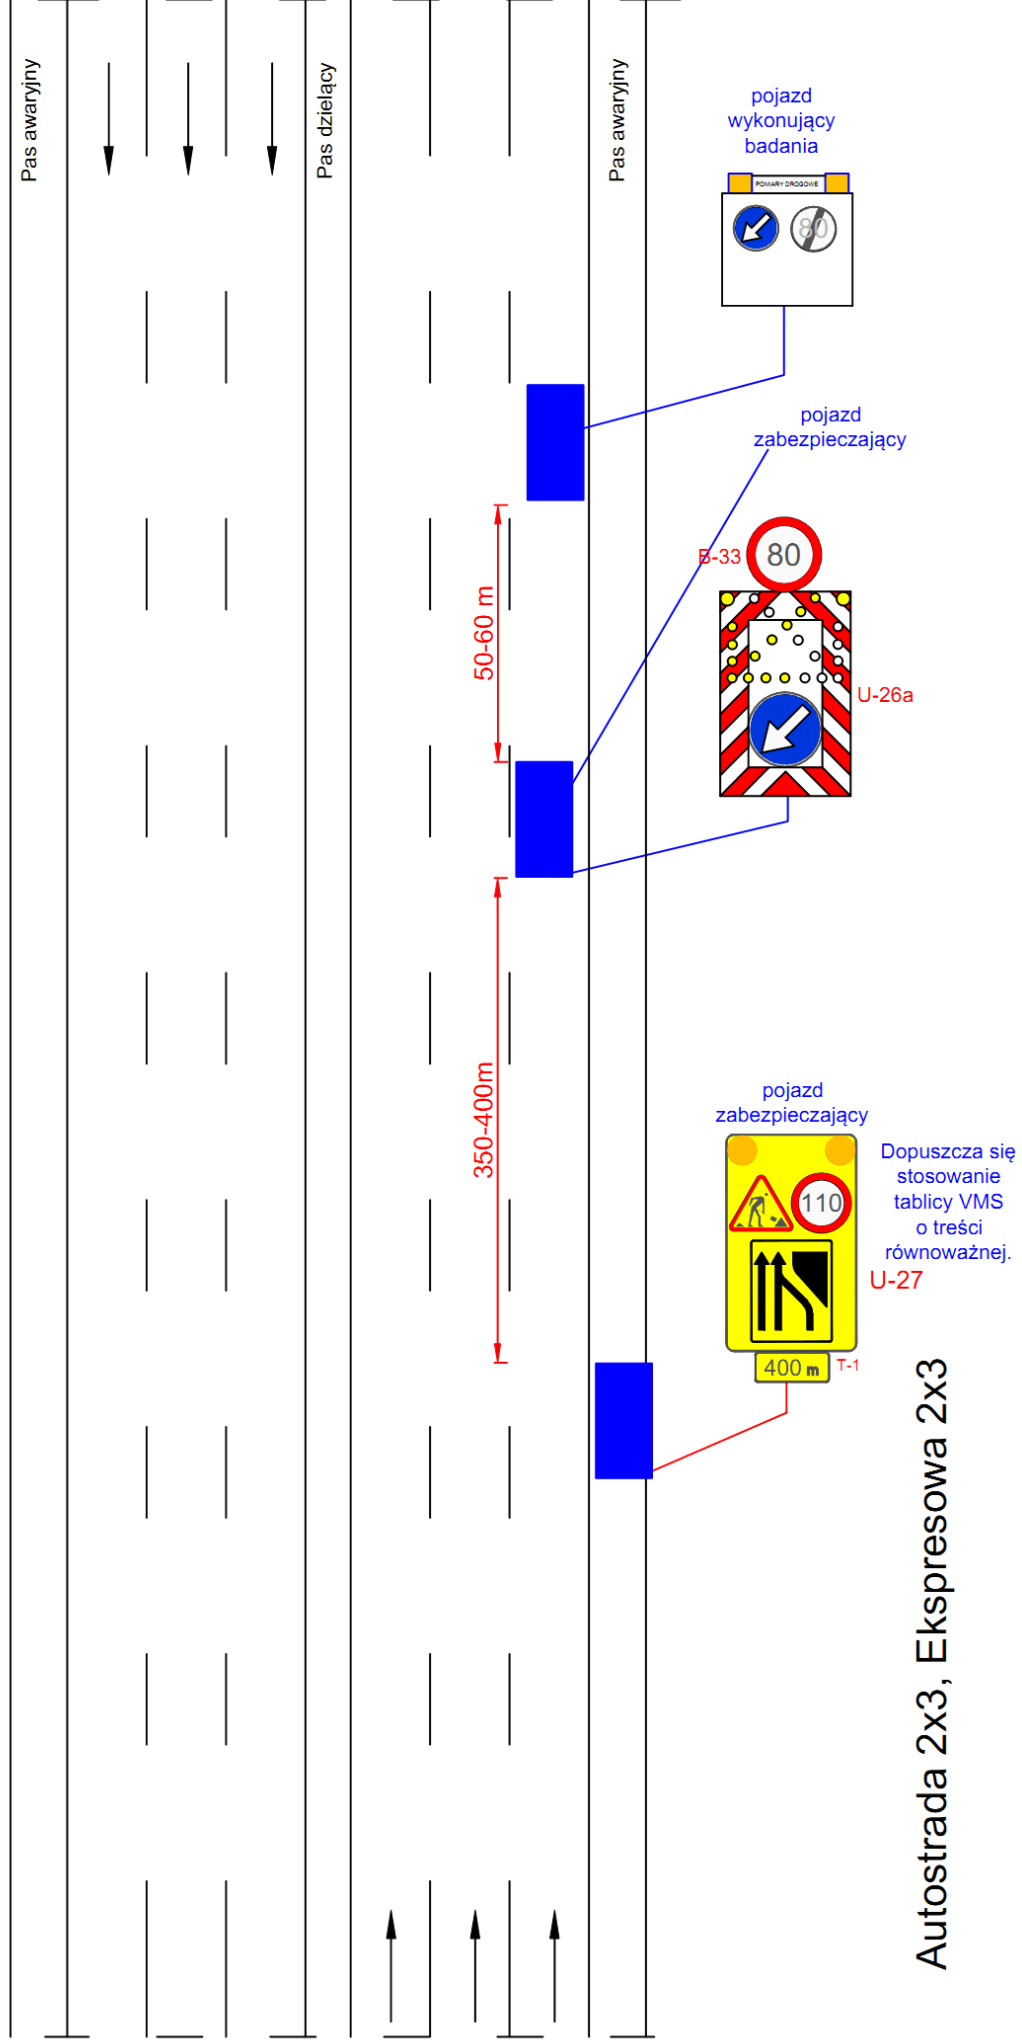 Pas awaryjny
Pas dzielący
Pas awaryjny
pojazd
wykonujący
badania
POMIARY DROGOWE
80
pojazd
zabezpieczający
B-33
80
50-60 m
U-26a
350-400m
pojazd
zabezpieczający
Dopuszcza się
stosowanie
tablicy VMS
o treści
równoważnej.
110
U-27
400 m
T-1
Autostrada 2x3, Ekspresowa 2x3